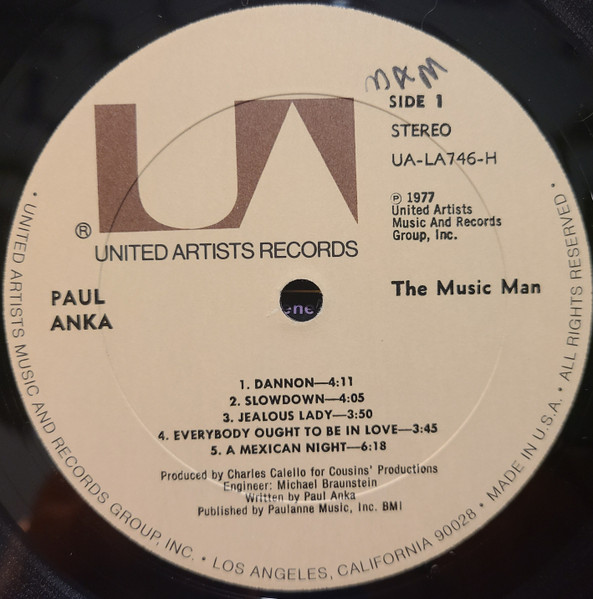 MXM
SIDE 1
STEREO
UA-LA746-H
UA
℗ 1977
United Artists
Music And Records
Group, Inc.
®
UNITED ARTISTS RECORDS
PAUL
ANKA
The Music Man
ene
1. DANNON—4:11
2. SLOWDOWN—4:05
3. JEALOUS LADY—3:50
4. EVERYBODY OUGHT TO BE IN LOVE—3:45
5. A MEXICAN NIGHT—6:18
Produced by Charles Calello for Cousins' Productions
Engineer: Michael Braunstein
Written by Paul Anka
Published by Paulanne Music, Inc. BMI
• UNITED ARTISTS MUSIC AND RECORDS GROUP, INC. • LOS ANGELES, CALIFORNIA 90028 • MADE IN U.S.A. • ALL RIGHTS RESERVED •